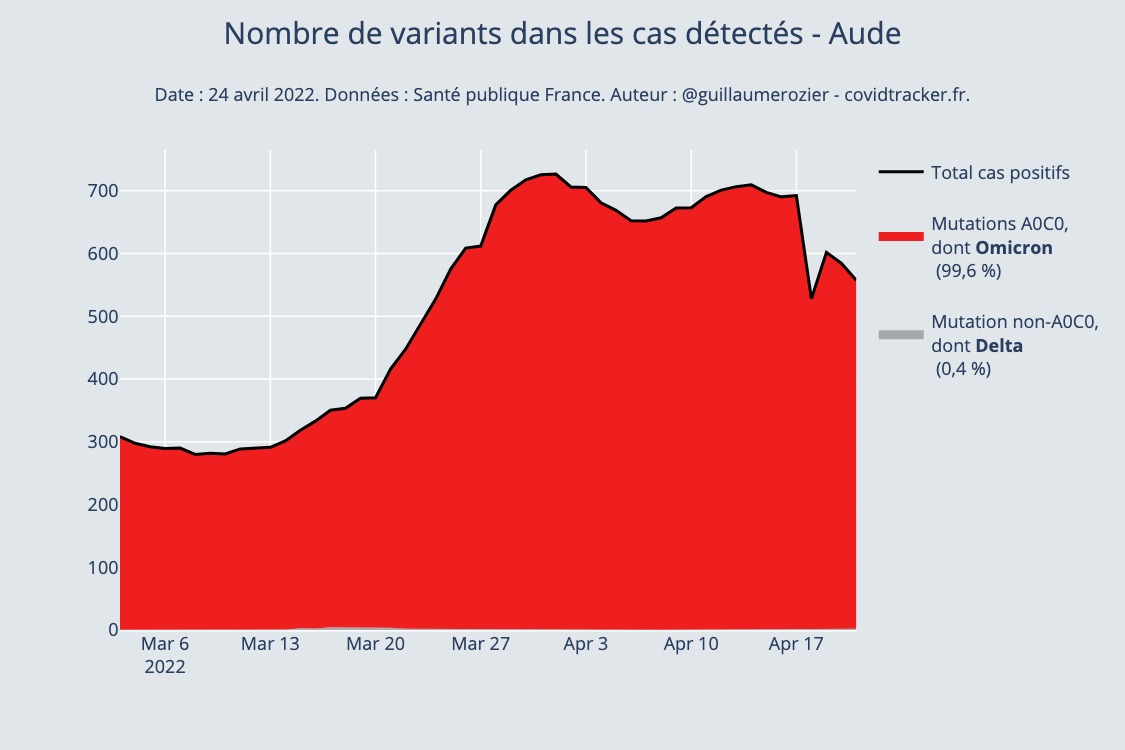 Nombre de variants dans les cas détectés - Aude
Date : 24 avril 2022. Données : Santé publique France. Auteur : @guillaumerozier - covidtracker.fr.
Total cas positifs
Mutations A0C0,
dont Omicron
(99,6 %)
Mutation non-A0C0,
dont Delta
(0,4 %)
700
600
500
400
300
200
100
0
Mar 6 Mar 13 Mar 20 Mar 27 Apr 3 Apr 10 Apr 17
2022